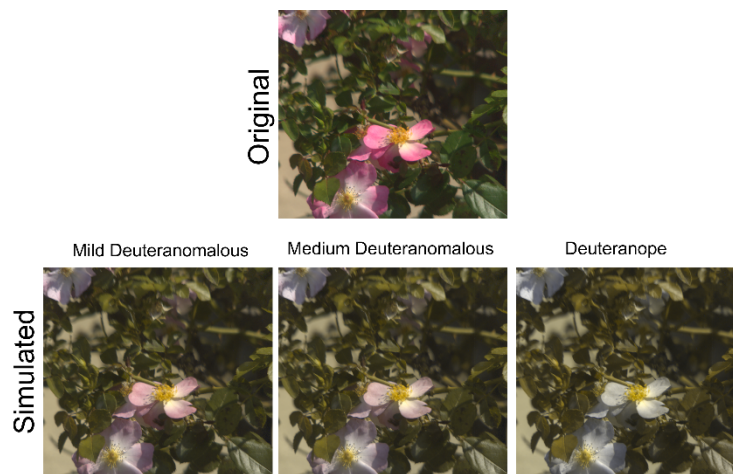 Original
Mild Deuteranomalous
Medium Deuteranomalous
Deuteranope
Simulated